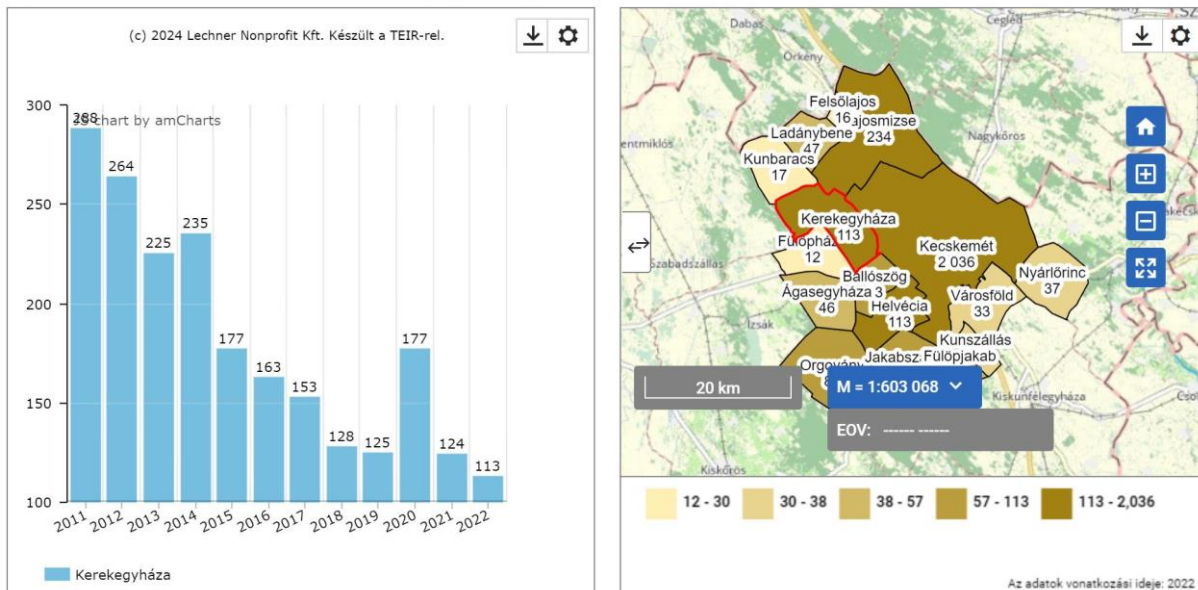 (c) 2024 Lechner Nonprofit Kft. Készült a TEIR-rel.
300
250
200
150
100
chart by amCharts
288
264
225
235
177
163
153
128
125
177
124
113
2011
2012
2013
2014
2015
2016
2017
2018
2019
2020
2021
2022
Kerekegyháza
Dabas
Cegléd
Örkény
Nagykőrös
Felsőlajos
16
ajosmizse
234
Ladánybene
47
Kunbaracs
17
Kerekegyháza
113
Fülöpház
12
Szabadszállás
Kecskemét
2 036
Nyárlőrinc
37
Ballószög
3
Ágasegyháza
46
Helvécia
113
Városföld
33
Izsák
Kunszállás
Jakabsz
Fülöpjakab
Orgovány
Kiskunfélegyháza
Kiskőrös
20 km
M = 1:603 068
EOV: ------ ------
12 - 30
30 - 38
38 - 57
57 - 113
113 - 2,036
Az adatok vonatkozási ideje: 2022